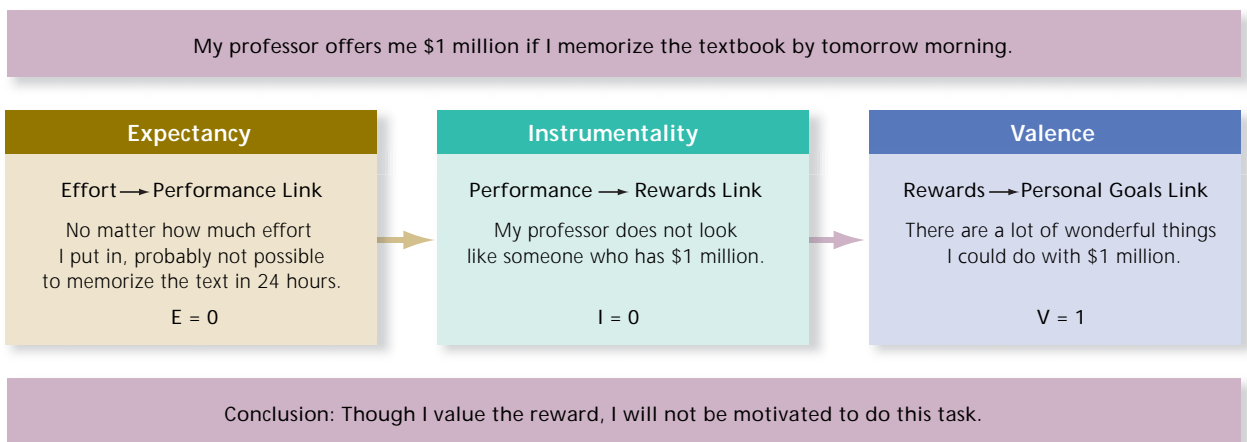 My professor offers me $1 million if I memorize the textbook by tomorrow morning.
Expectancy
Effort → Performance Link
No matter how much effort
I put in, probably not possible
to memorize the text in 24 hours.
E = 0
Instrumentality
Performance → Rewards Link
My professor does not look
like someone who has $1 million.
I = 0
Valence
Rewards → Personal Goals Link
There are a lot of wonderful things
I could do with $1 million.
V = 1
Conclusion: Though I value the reward, I will not be motivated to do this task.